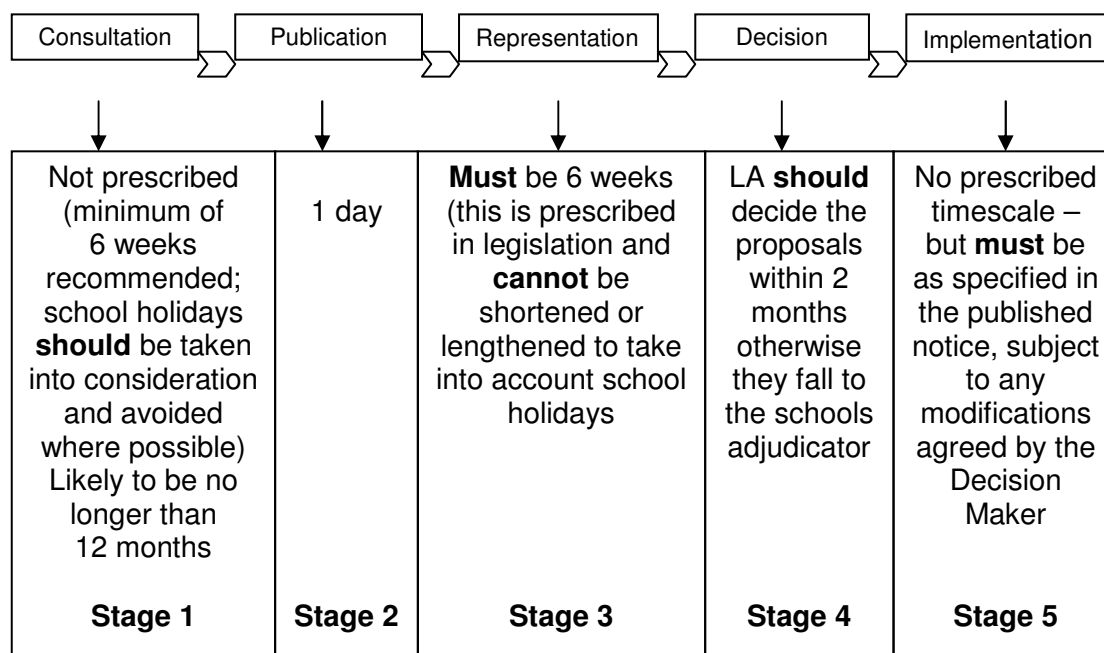 Consultation
Publication
Representation
Decision
Implementation
Not prescribed
(minimum of
6 weeks
recommended;
school holidays
should be taken
into consideration
and avoided
where possible)
Likely to be no
longer than
12 months
Stage 1
1 day
Stage 2
Must be 6 weeks
(this is prescribed
in legislation and
cannot be
shortened or
lengthened to take
into account school
holidays
Stage 3
LA should
decide the
proposals
within 2
months
otherwise
they fall to
the schools
adjudicator
Stage 4
No prescribed
timescale –
but must be
as specified in
the published
notice, subject
to any
modifications
agreed by the
Decision
Maker
Stage 5